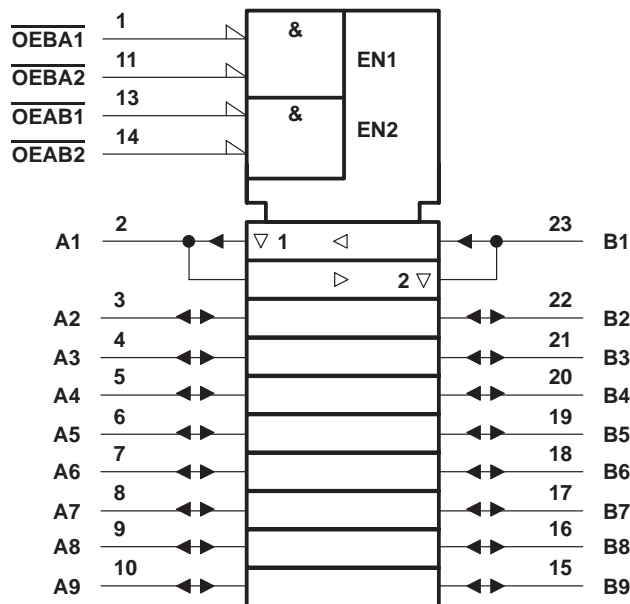 OEBA1 1 & EN1
OEBA2 11
OEAB1 13 & EN2
OEAB2 14
A1 2 1 2 23 B1
A2 3 22 B2
A3 4 21 B3
A4 5 20 B4
A5 6 19 B5
A6 7 18 B6
A7 8 17 B7
A8 9 16 B8
A9 10 15 B9